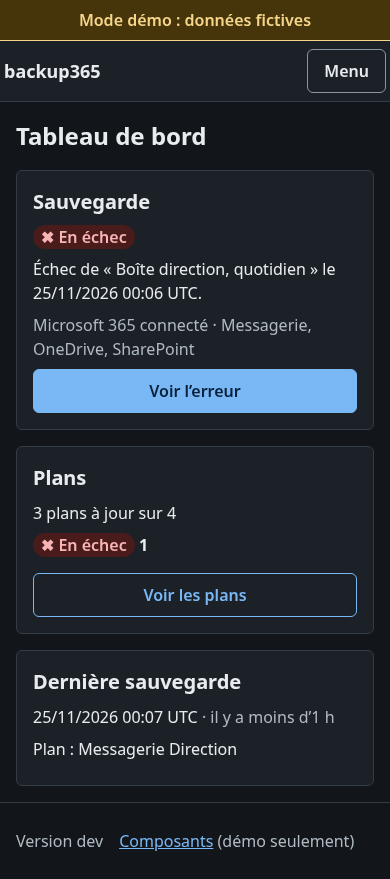 Mode démo : données fictives
backup365
Menu
Tableau de bord
Sauvegarde
✖ En échec
Échec de « Boîte direction, quotidien » le
25/11/2026 00:06 UTC.
Microsoft 365 connecté · Messagerie,
OneDrive, SharePoint
Voir l’erreur
Plans
3 plans à jour sur 4
✖ En échec 1
Voir les plans
Dernière sauvegarde
25/11/2026 00:07 UTC · il y a moins d’1 h
Plan : Messagerie Direction
Version dev Composants (démo seulement)